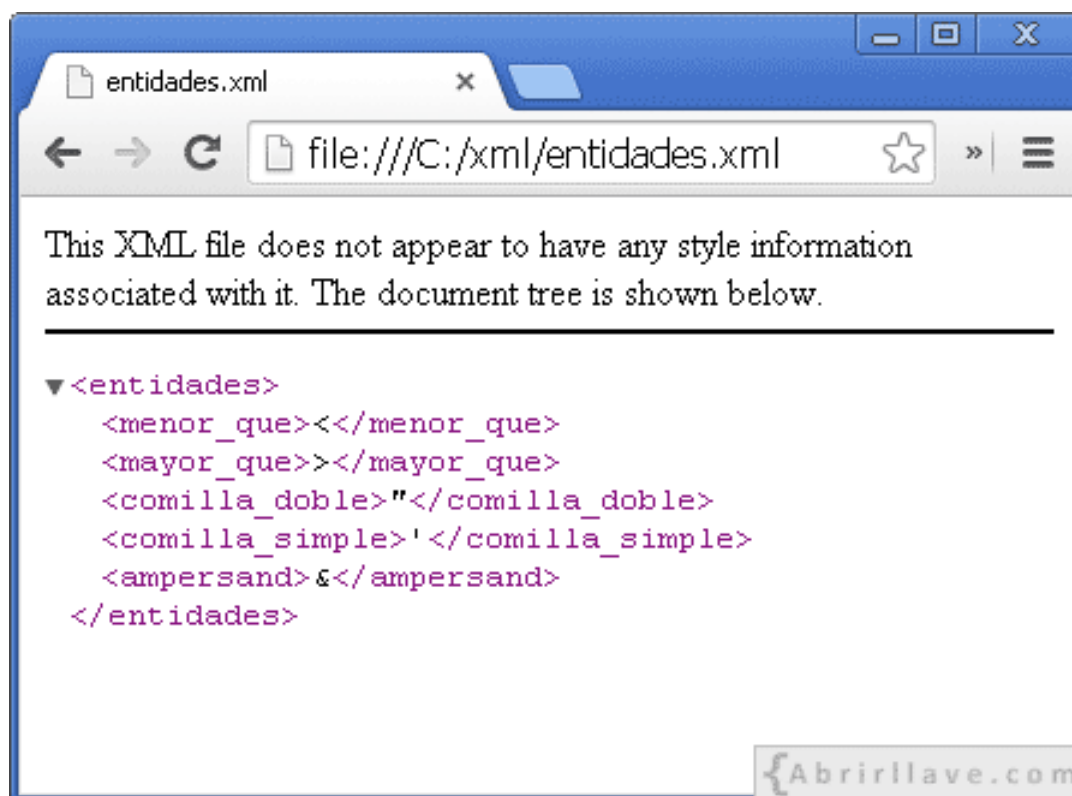 entidades.xml
file:///C:/xml/entidades.xml
This XML file does not appear to have any style information
associated with it. The document tree is shown below.
<entidades>
<menor_que><</menor_que>
<mayor_que>></mayor_que>
<comilla_doble>"</comilla_doble>
<comilla_simple>'</comilla_simple>
<ampersand>&</ampersand>
</entidades>
{Abrirllave.com